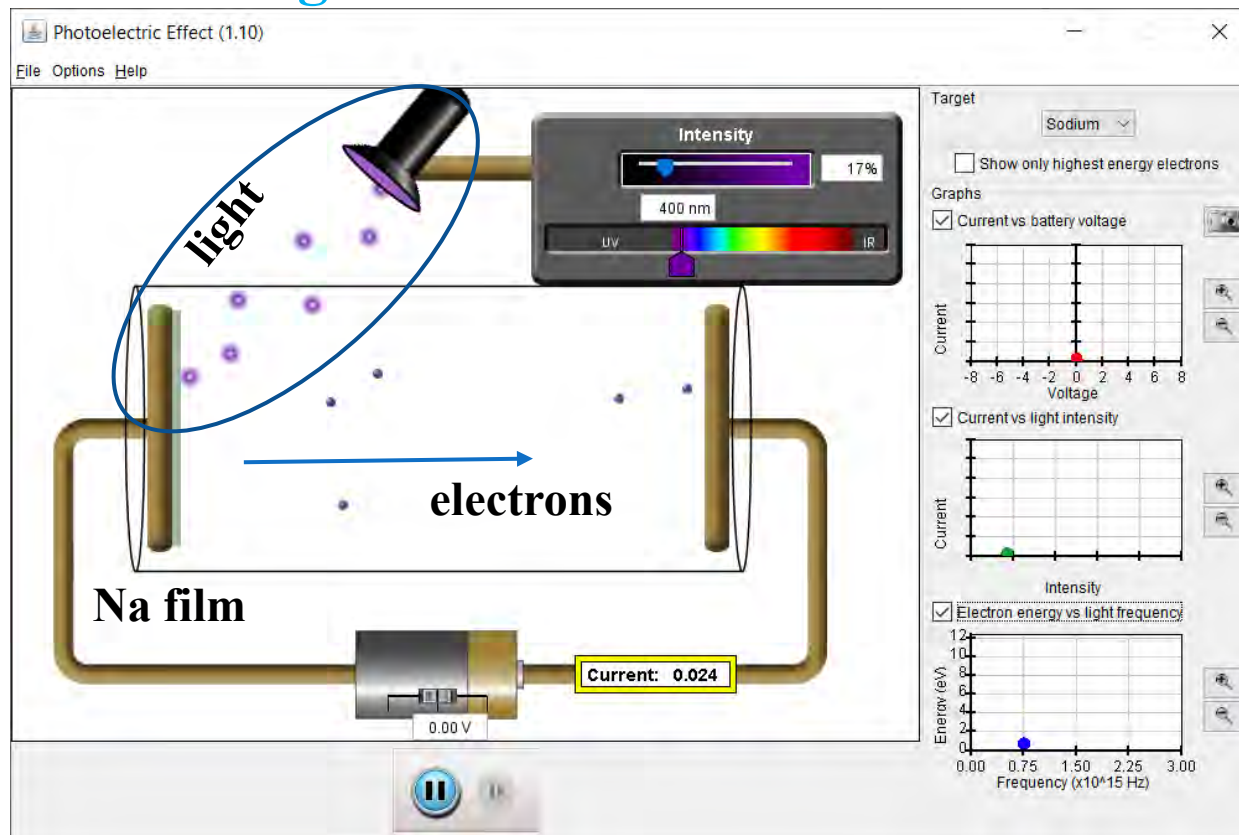 Photoelectric Effect (1.10)
File Options Help
Intensity
17%
400 nm
UV
IR
light
electrons
Na film
Current: 0.024
0.00 V
Target
Sodium
Show only highest energy electrons
Graphs
Current vs battery voltage
Current
-8 -6 -4 -2 0 2 4 6 8
Voltage
Current vs light intensity
Current
Intensity
Electron energy vs light frequency
Energy (eV)
12
10
8
6
4
2
0
0.00 0.75 1.50 2.25 3.00
Frequency (x10^15 Hz)